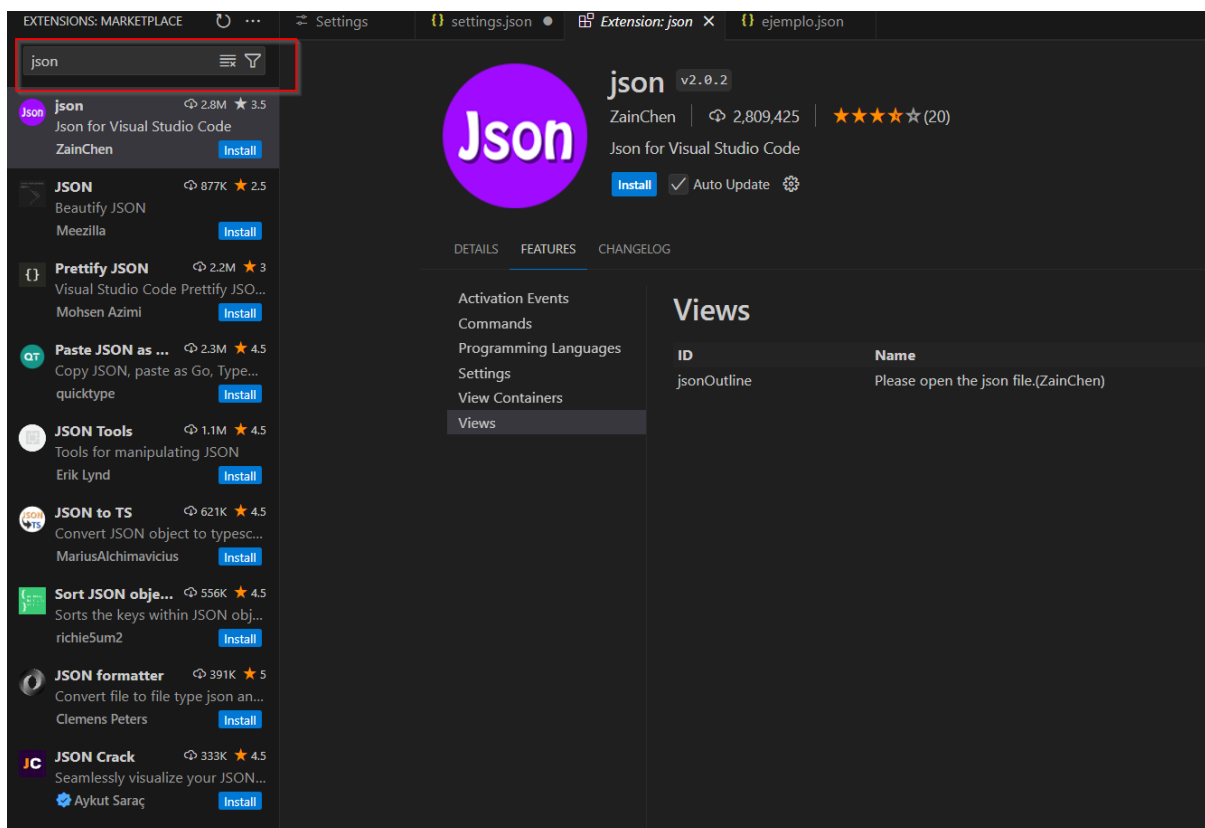 EXTENSIONS: MARKETPLACE
Settings
{} settings.json
Extension: json
{} ejemplo.json
json
Json
json 2.8M 3.5
Json for Visual Studio Code
ZainChen Install
JSON 877K 2.5
Beautify JSON
Meezilla Install
{}
Prettify JSON 2.2M 3
Visual Studio Code Prettify JSO...
Mohsen Azimi Install
QT
Paste JSON as ... 2.3M 4.5
Copy JSON, paste as Go, Type...
quicktype Install
JSON Tools 1.1M 4.5
Tools for manipulating JSON
Erik Lynd Install
JSON TS
JSON to TS 621K 4.5
Convert JSON object to typesc...
MariusAlchimavicius Install
Sort JSON obje... 556K 4.5
Sorts the keys within JSON obj...
richie5um2 Install
JSON formatter 391K 5
Convert file to file type json an...
Clemens Peters Install
JC
JSON Crack 333K 4.5
Seamlessly visualize your JSON...
Aykut Saraç Install
Json
json v2.0.2
ZainChen 2,809,425 (20)
Json for Visual Studio Code
Install Auto Update
DETAILS FEATURES CHANGELOG
Activation Events
Commands
Programming Languages
Settings
View Containers
Views
Views
ID Name
jsonOutline Please open the json file.(ZainChen)